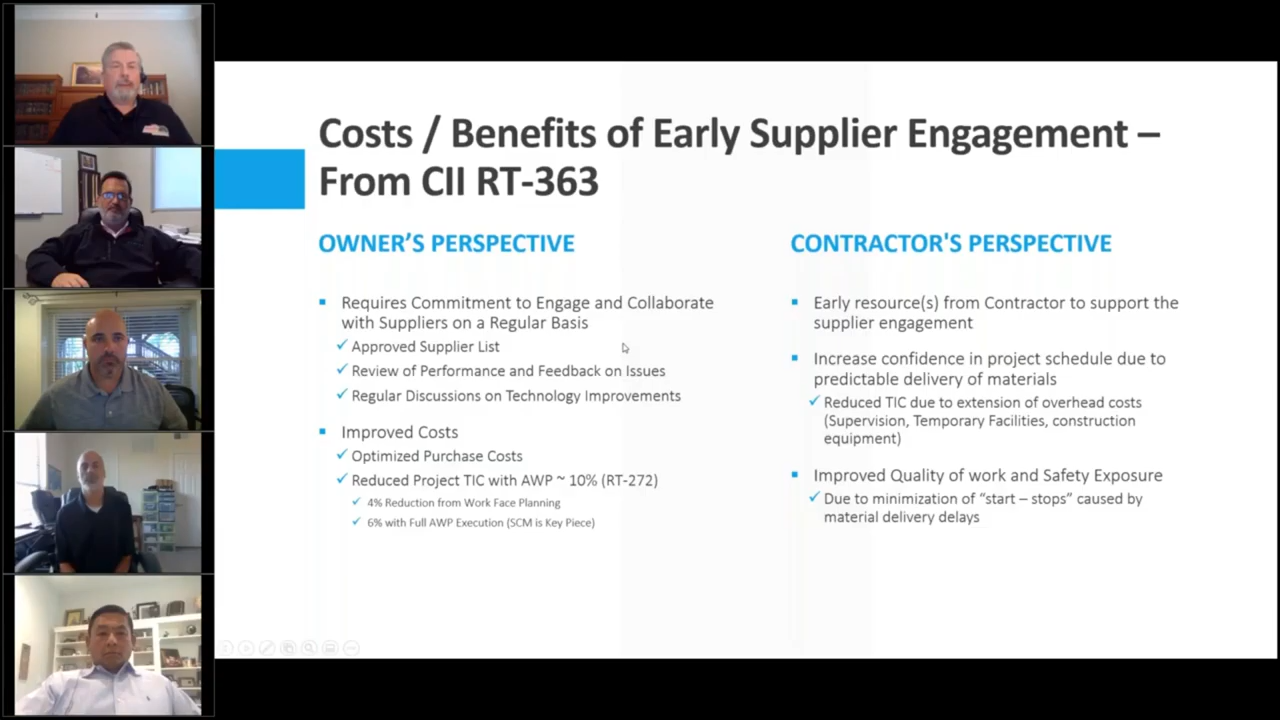 Costs / Benefits of Early Supplier Engagement –
From CII RT-363
OWNER’S PERSPECTIVE
Requires Commitment to Engage and Collaborate
with Suppliers on a Regular Basis
Approved Supplier List
Review of Performance and Feedback on Issues
Regular Discussions on Technology Improvements
Improved Costs
Optimized Purchase Costs
Reduced Project TIC with AWP ~ 10% (RT-272)
4% Reduction from Work Face Planning
6% with Full AWP Execution (SCM is Key Piece)
CONTRACTOR'S PERSPECTIVE
Early resource(s) from Contractor to support the
supplier engagement
Increase confidence in project schedule due to
predictable delivery of materials
Reduced TIC due to extension of overhead costs
(Supervision, Temporary Facilities, construction
equipment)
Improved Quality of work and Safety Exposure
Due to minimization of “start – stops” caused by
material delivery delays